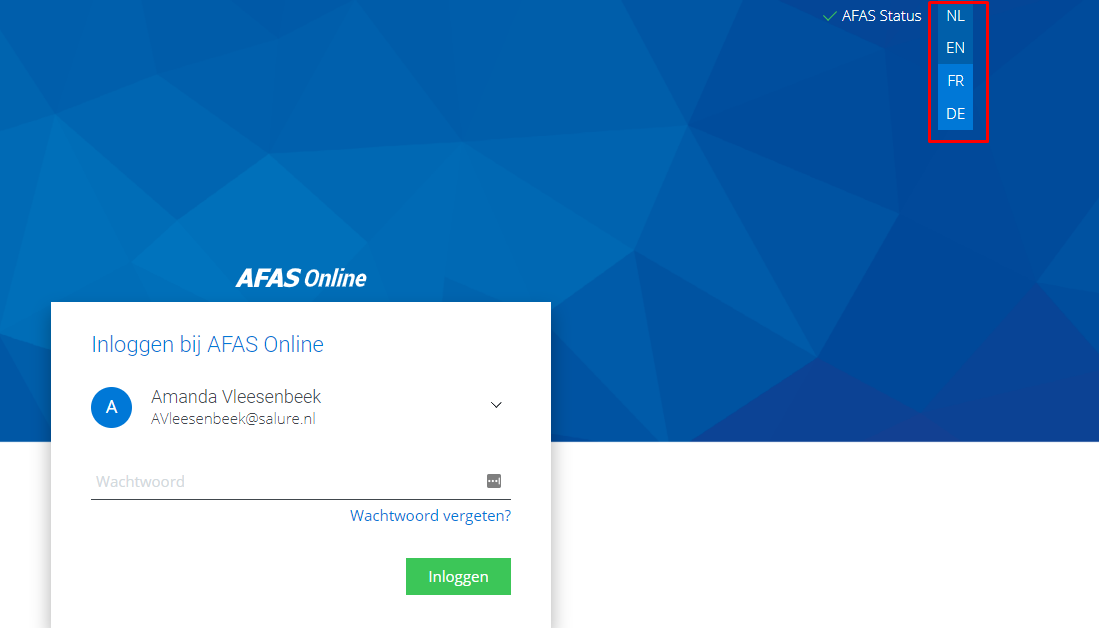 AFAS Status
NL
EN
FR
DE
AFAS Online
Inloggen bij AFAS Online
A
Amanda Vleesenbeek
AVleesenbeek@salure.nl
Wachtwoord
Wachtwoord vergeten?
Inloggen